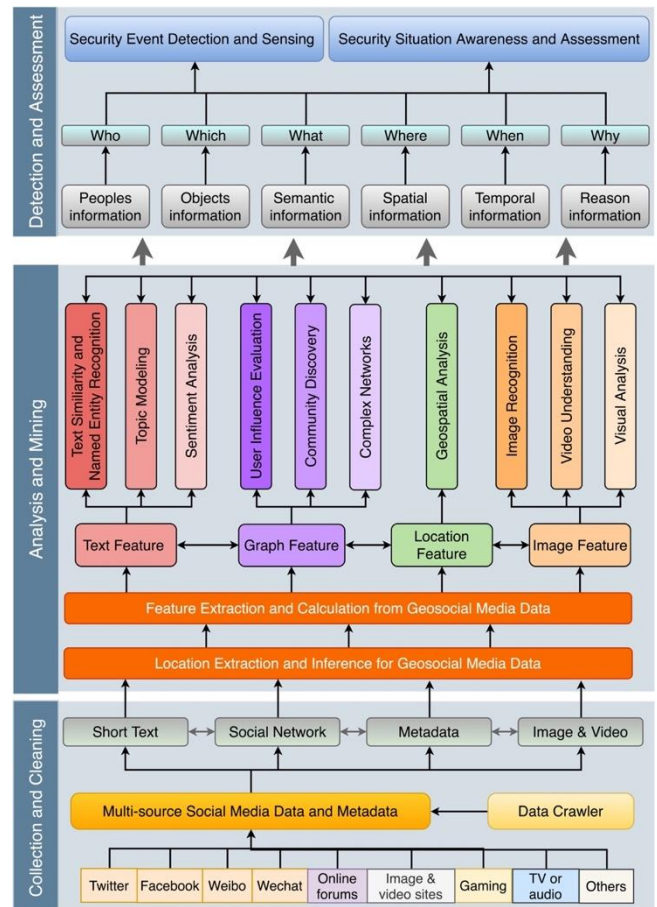 Detection and Assessment
Security Event Detection and Sensing
Security Situation Awareness and Assessment
Who
Which
What
Where
When
Why
Peoples
information
Objects
information
Semantic
information
Spatial
information
Temporal
information
Reason
information
Analysis and Mining
Text Similiarity and
Named Entity Recognition
Topic Modeling
Sentiment Analysis
User Influence Evaluation
Community Discovery
Complex Networks
Geospatial Analysis
Image Recognition
Video Understanding
Visual Analysis
Text Feature
Graph Feature
Location
Feature
Image Feature
Feature Extraction and Calculation from Geosocial Media Data
Location Extraction and Inference for Geosocial Media Data
Collection and Cleaning
Short Text
Social Network
Metadata
Image & Video
Multi-source Social Media Data and Metadata
Data Crawler
Twitter
Facebook
Weibo
Wechat
Online
forums
Image &
video sites
Gaming
TV or
audio
Others